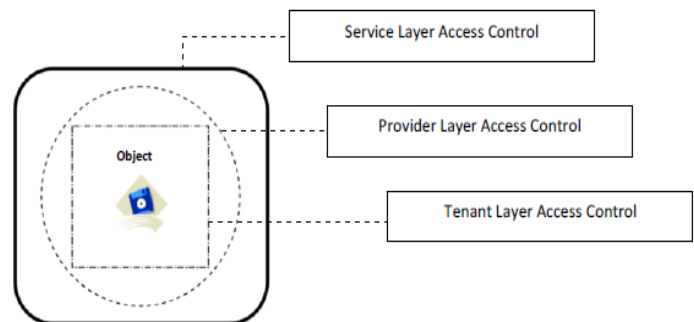 Service Layer Access Control
Provider Layer Access Control
Object
Tenant Layer Access Control